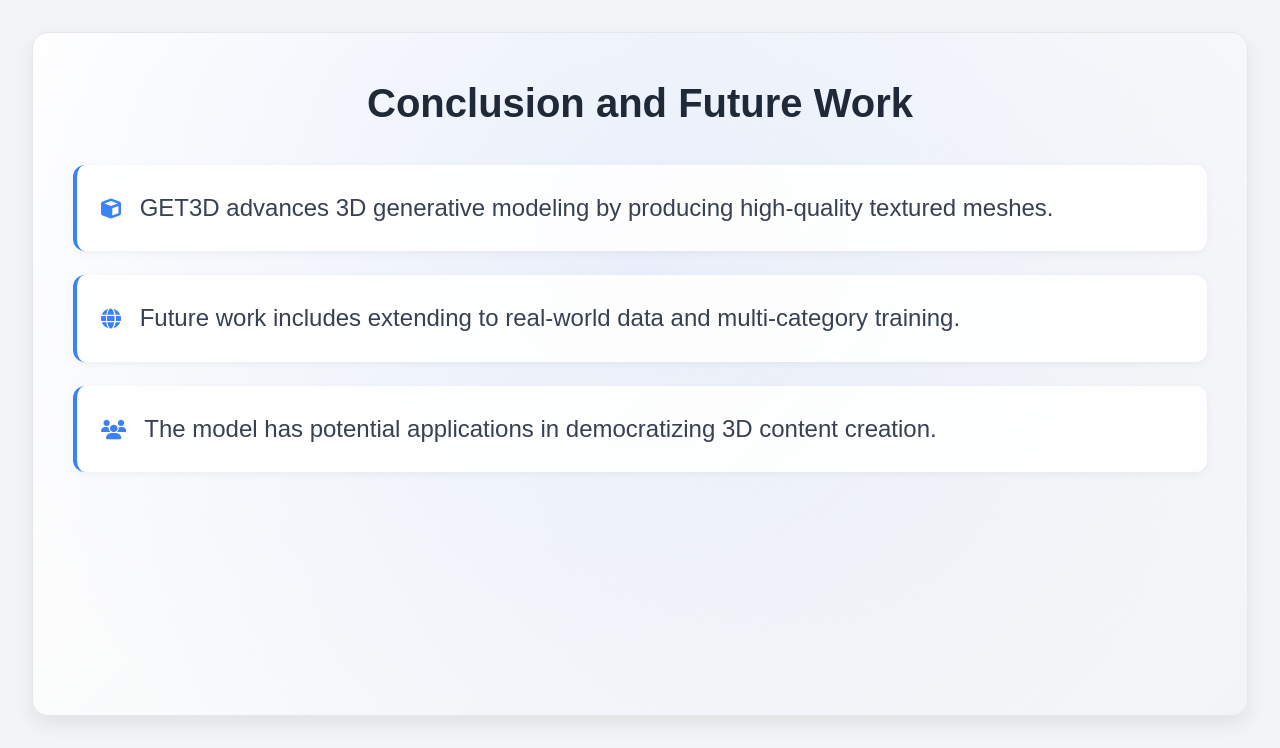 Conclusion and Future Work
GET3D advances 3D generative modeling by producing high-quality textured meshes.
Future work includes extending to real-world data and multi-category training.
The model has potential applications in democratizing 3D content creation.